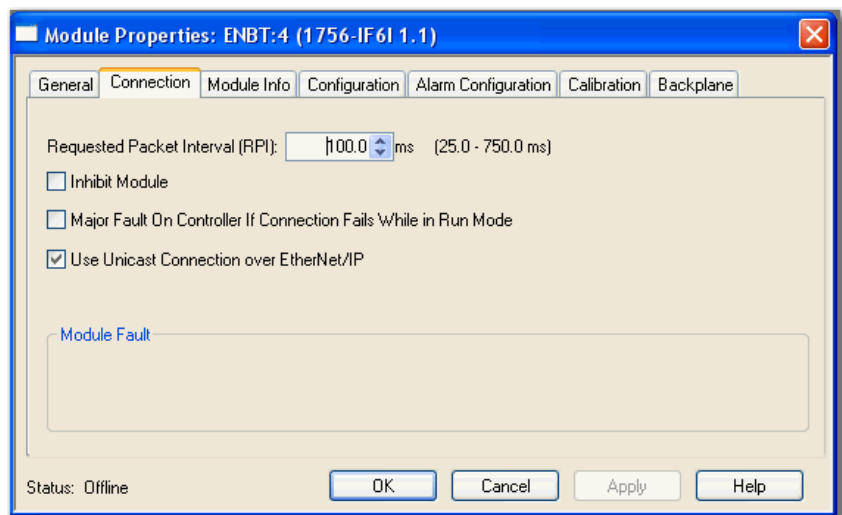 Module Properties: ENBT:4 (1756-IF6I 1.1)
General Connection Module Info Configuration Alarm Configuration Calibration Backplane
Requested Packet Interval (RPI): 100.0 ms (25.0 - 750.0 ms)
Inhibit Module
Major Fault On Controller If Connection Fails While in Run Mode
Use Unicast Connection over EtherNet/IP
Module Fault
Status: Offline OK Cancel Apply Help